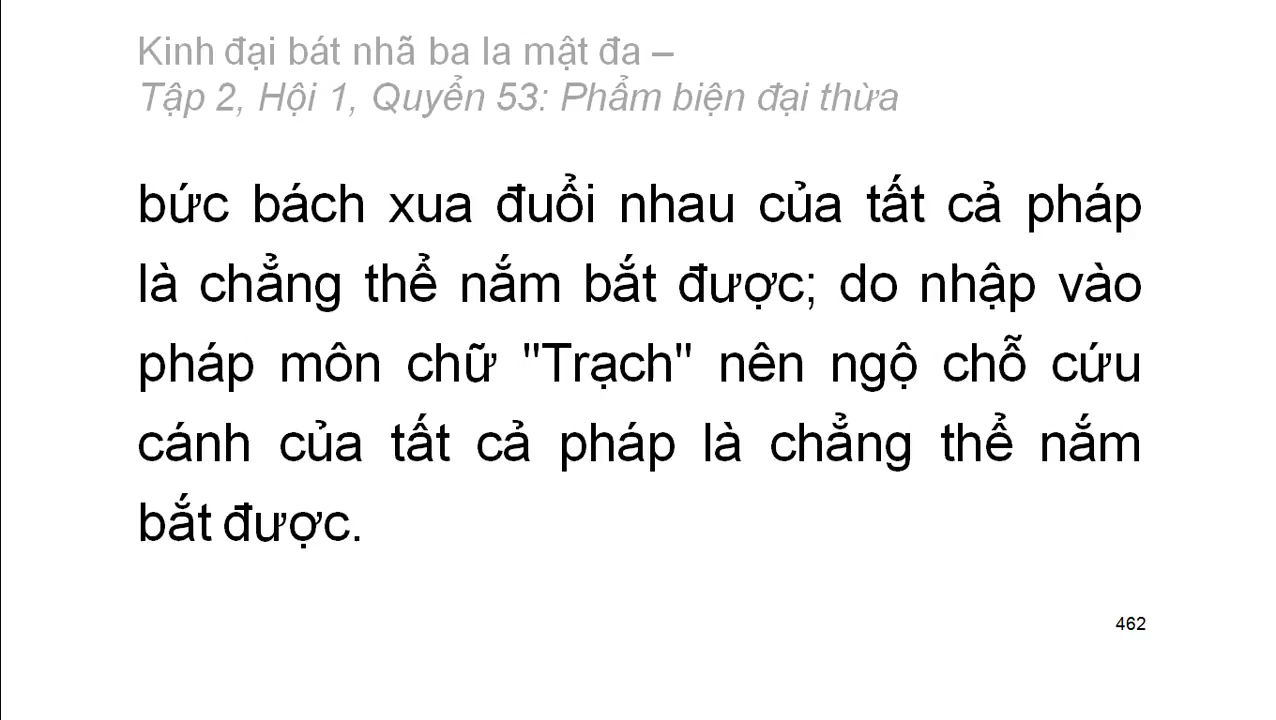 Kinh đại bát nhã ba la mật đa –
Tập 2, Hội 1, Quyển 53: Phẩm biện đại thừa
bức bách xua đuổi nhau của tất cả pháp
là chẳng thể nắm bắt được; do nhập vào
pháp môn chữ "Trạch" nên ngộ chỗ cứu
cánh của tất cả pháp là chẳng thể nắm
bắt được.
462